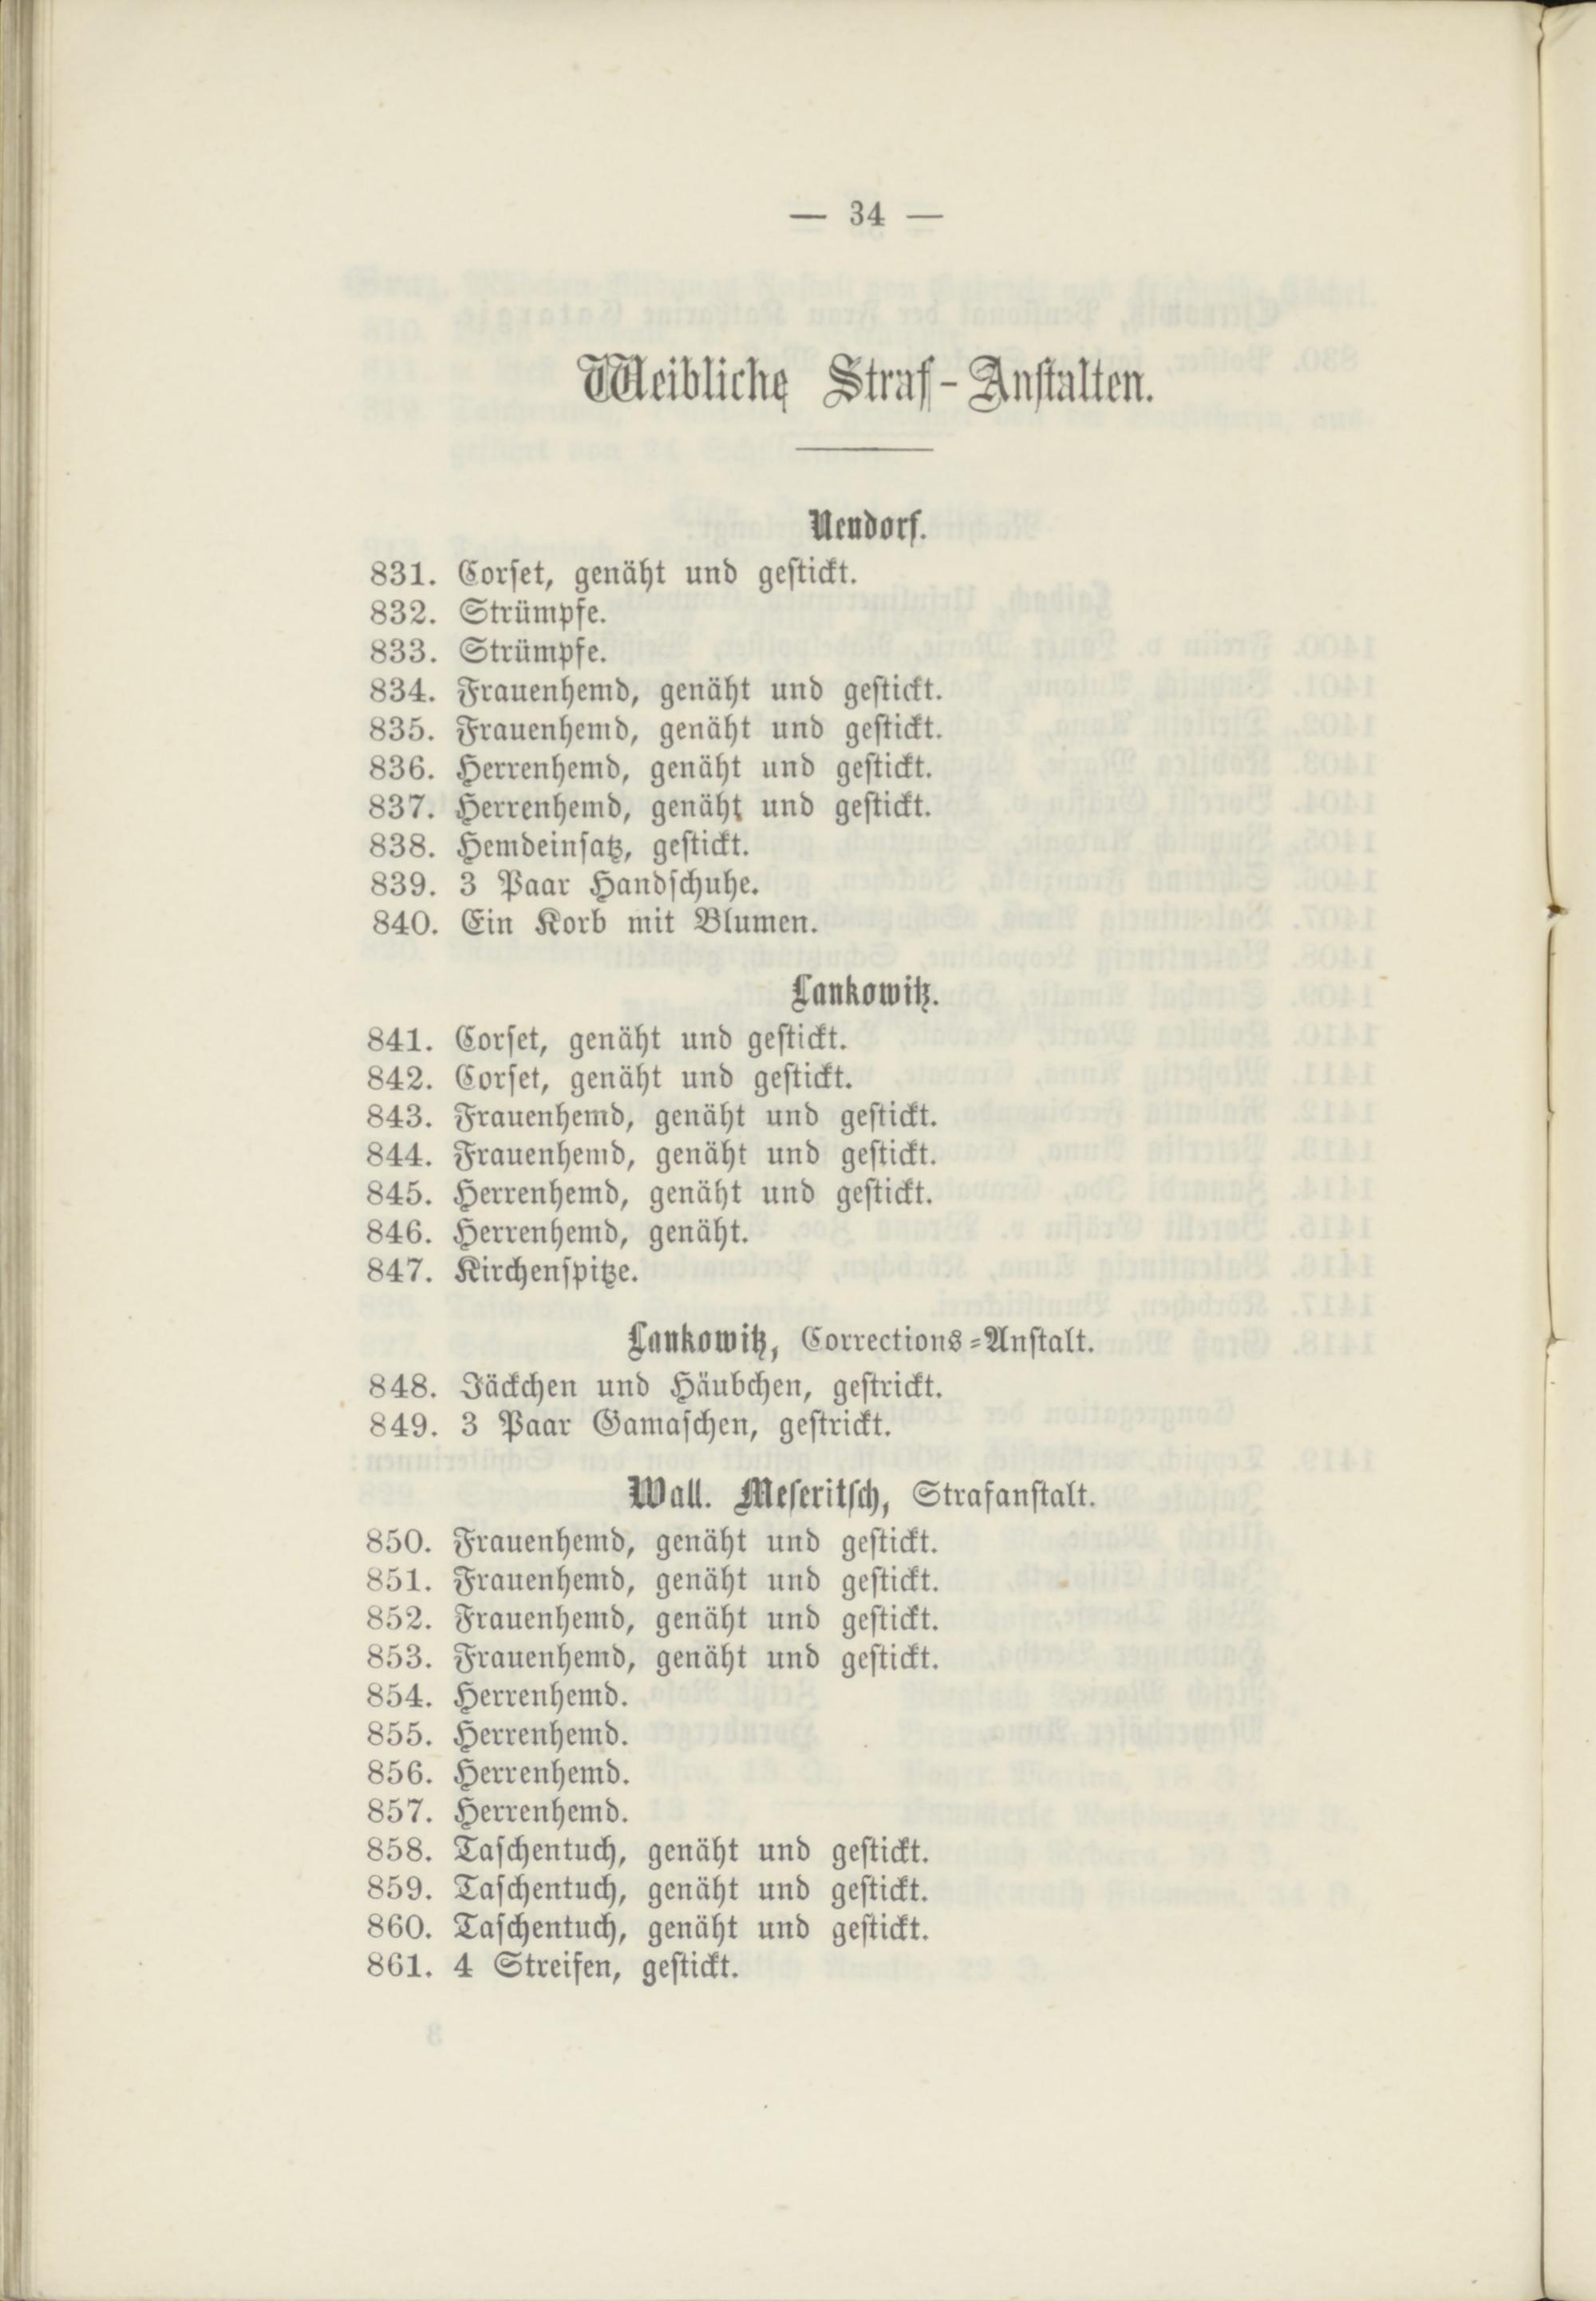 — 34 —
Weibliche Straf-Anstalten.
Neudorf.
831. Corset, genäht und gestickt.
832. Strümpfe.
833. Strümpfe.
834. Frauenhemd, genäht und gestickt.
835. Frauenhemd, genäht und gestickt.
836. Herrenhemd, genäht und gestickt.
837. Herrenhemd, genäht und gestickt.
838. Hemdeinsatz, gestickt.
839. 3 Paar Handschuhe.
840. Ein Korb mit Blumen.
Lankowitz.
841. Corset, genäht und gestickt.
842. Corset, genäht und gestickt.
843. Frauenhemd, genäht und gestickt.
844. Frauenhemd, genäht und gestickt.
845. Herrenhemd, genäht und gestickt.
846. Herrenhemd, genäht.
847. Kirchenspitze.
Lankowitz, Corrections-Anstalt.
848. Jäckchen und Häubchen, gestrickt.
849. 3 Paar Gamaschen, gestrickt.
Wall. Meseritsch, Strafanstalt.
850. Frauenhemd, genäht und gestickt.
851. Frauenhemd, genäht und gestickt.
852. Frauenhemd, genäht und gestickt.
853. Frauenhemd, genäht und gestickt.
854. Herrenhemd.
855. Herrenhemd.
856. Herrenhemd.
857. Herrenhemd.
858. Taschentuch, genäht und gestickt.
859. Taschentuch, genäht und gestickt.
860. Taschentuch, genäht und gestickt.
861. 4 Streifen, gestickt.